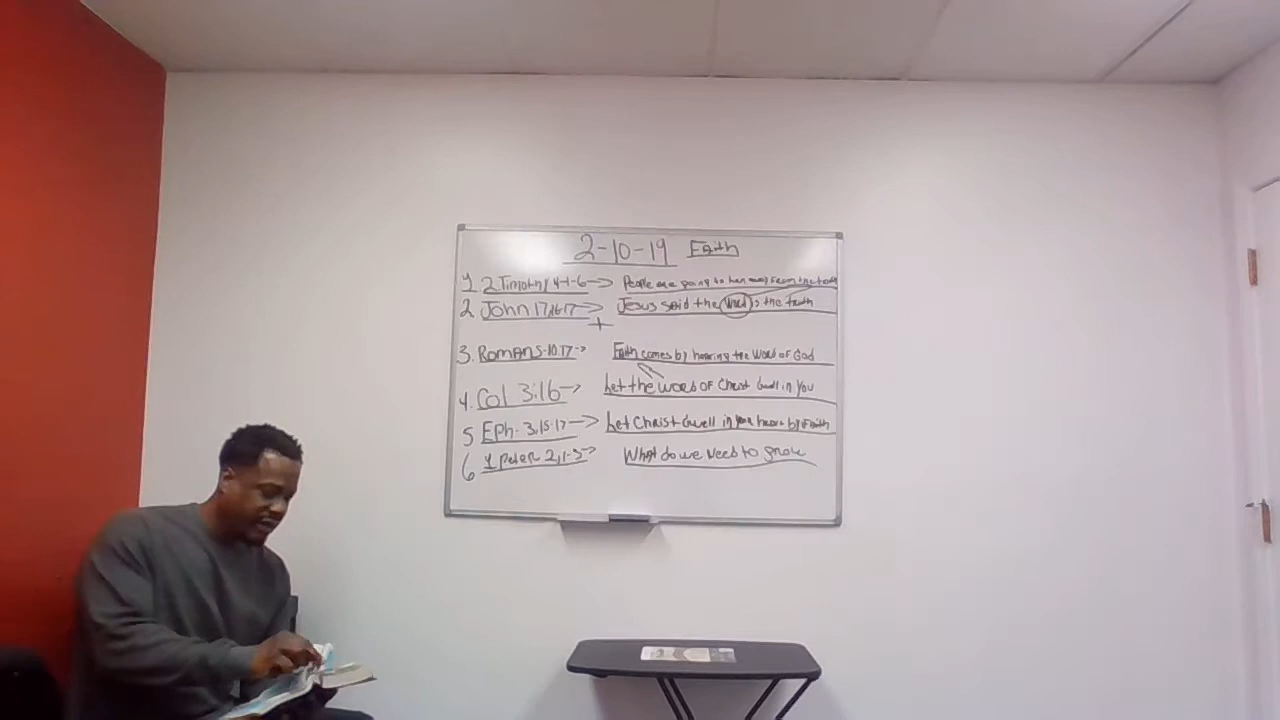 2-10-19 Faith
1 2 Timothy 4-1-6 -> People are going to turn away from the truth
2. John 17,16,17 -> Jesus said the Word is the truth
+
3. Romans-10.17-> Faith comes by hearing the Word of God
4. Col 3:16 -> Let the word of Christ dwell in you
5 Eph-3,15-17 -> Let Christ dwell in your heart by Faith
6 1 Peter 2,1-3 -> What do we need to grow